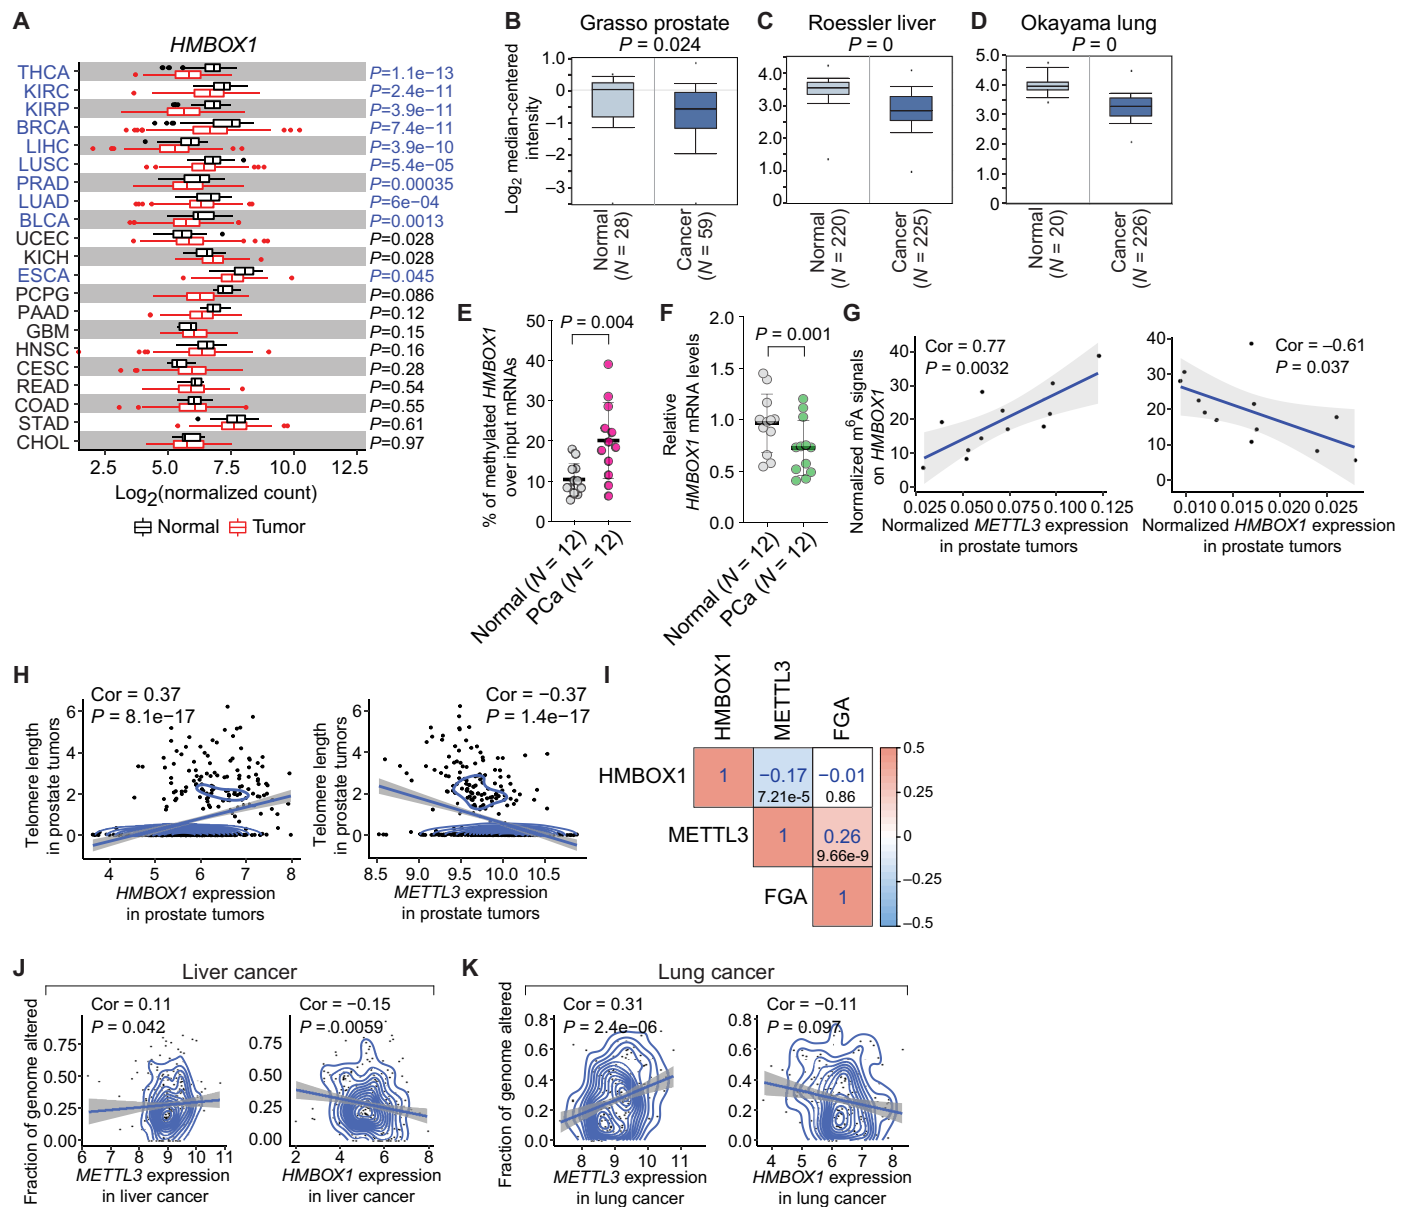 A
HMBOX1
THCA P=1.1e−13
KIRC P=2.4e−11
KIRP P=3.9e−11
BRCA P=7.4e−11
LIHC P=3.9e−10
LUSC P=5.4e−05
PRAD P=0.00035
LUAD P=6e−04
BLCA P=0.0013
UCEC P=0.028
KICH P=0.028
ESCA P=0.045
PCPG P=0.086
PAAD P=0.12
GBM P=0.15
HNSC P=0.16
CESC P=0.28
READ P=0.54
COAD P=0.55
STAD P=0.61
CHOL P=0.97
2.5 5.0 7.5 10.0 12.5
Log2(normalized count)
Normal Tumor
B
Grasso prostate
P = 0.024
Log2 median-centered
intensity
1.0
0
−1
−2
−3
Normal
(N = 28)
Cancer
(N = 59)
C
Roessler liver
P = 0
4.0
3.0
2.0
1.0
0
Normal
(N = 220)
Cancer
(N = 225)
D
Okayama lung
P = 0
5.0
4.0
3.0
2.0
1.0
0
Normal
(N = 20)
Cancer
(N = 226)
E
% of methylated HMBOX1
over input mRNAs
P = 0.004
50
40
30
20
10
0
Normal (N = 12)
PCa (N = 12)
F
Relative
HMBOX1 mRNA levels
P = 0.001
2.0
1.5
1.0
0.5
0.0
Normal (N = 12)
PCa (N = 12)
G
Normalized m6A signals
on HMBOX1
Cor = 0.77
P = 0.0032
40
30
20
10
0
0.025 0.050 0.075 0.100 0.125
Normalized METTL3 expression
in prostate tumors
Cor = −0.61
P = 0.037
40
30
20
10
0
0.010 0.015 0.020 0.025
Normalized HMBOX1 expression
in prostate tumors
H
Telomere length
in prostate tumors
Cor = 0.37
P = 8.1e−17
6
4
2
0
4 5 6 7 8
HMBOX1 expression
in prostate tumors
Telomere length
in prostate tumors
Cor = −0.37
P = 1.4e−17
6
4
2
0
8.5 9.0 9.5 10.0 10.5
METTL3 expression
in prostate tumors
I
HMBOX1 METTL3 FGA
HMBOX1 1 −0.17 −0.01
7.21e-5 0.86
METTL3 1 0.26
9.66e-9
FGA 1
0.5
0.25
0
−0.25
−0.5
J
Liver cancer
Fraction of genome altered
Cor = 0.11
P = 0.042
0.75
0.50
0.25
0.00
6 7 8 9 10 11
METTL3 expression
in liver cancer
Cor = −0.15
P = 0.0059
0.75
0.50
0.25
0.00
2 4 6 8
HMBOX1 expression
in liver cancer
K
Lung cancer
Fraction of genome altered
Cor = 0.31
P = 2.4e−06
0.8
0.6
0.4
0.2
0.0
8 9 10 11
METTL3 expression
in lung cancer
Cor = −0.11
P = 0.097
0.8
0.6
0.4
0.2
0.0
4 5 6 7 8
HMBOX1 expression
in lung cancer